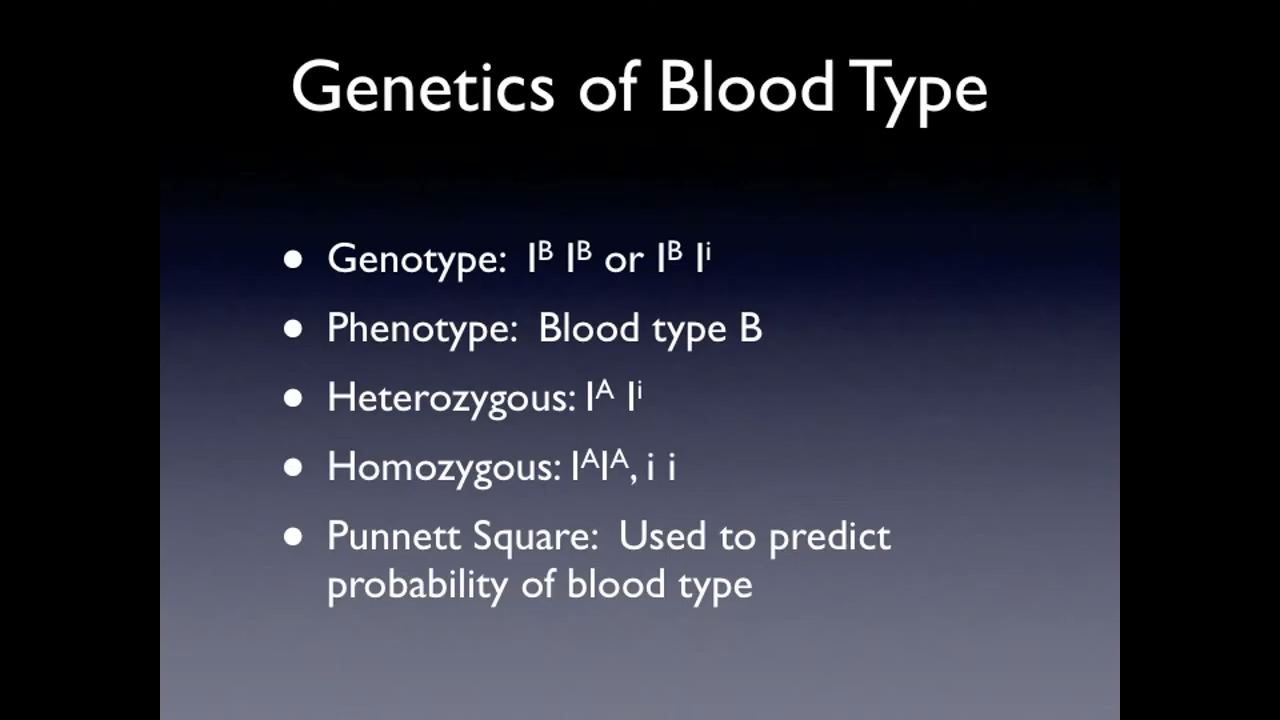 Genetics of Blood Type
● Genotype: Iᴮ Iᴮ or Iᴮ Iⁱ
● Phenotype: Blood type B
● Heterozygous: Iᴬ Iⁱ
● Homozygous: IᴬIᴬ, i i
● Punnett Square: Used to predict
probability of blood type